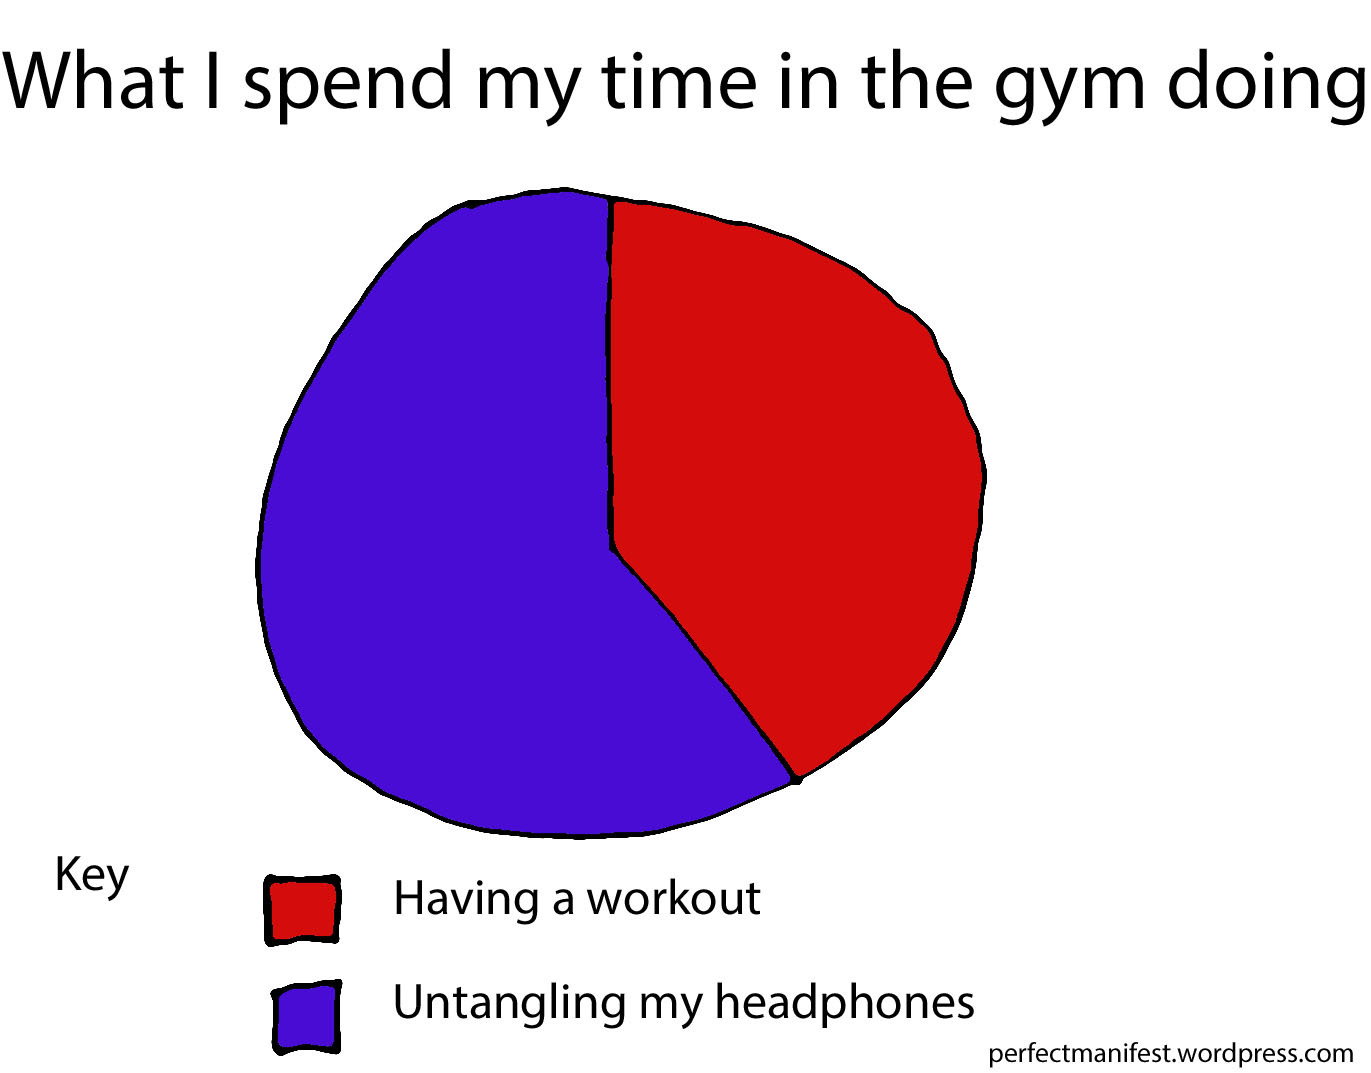 What I spend my time in the gym doing
Key
Having a workout
Untangling my headphones
perfectmanifest.wordpress.com